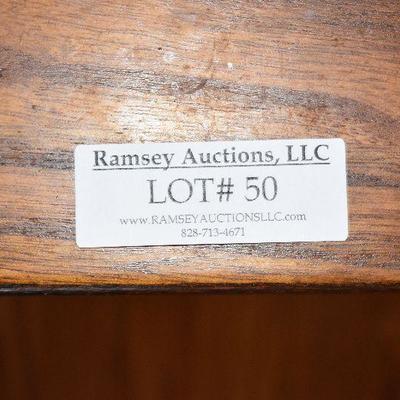 Ramsey Auctions, LLC
LOT# 50
www.RAMSEYAUCTIONSLLC.com
828-713-4671